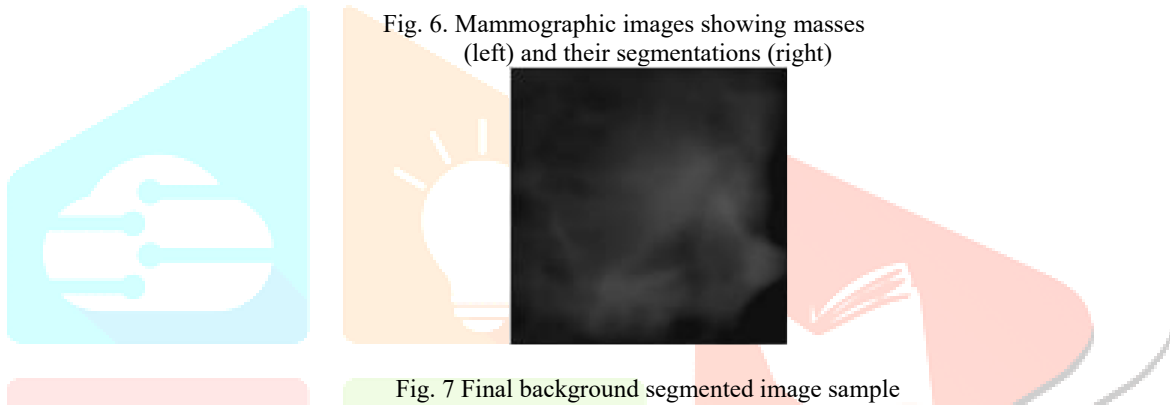 Fig. 6. Mammographic images showing masses
(left) and their segmentations (right)
Fig. 7 Final background segmented image sample